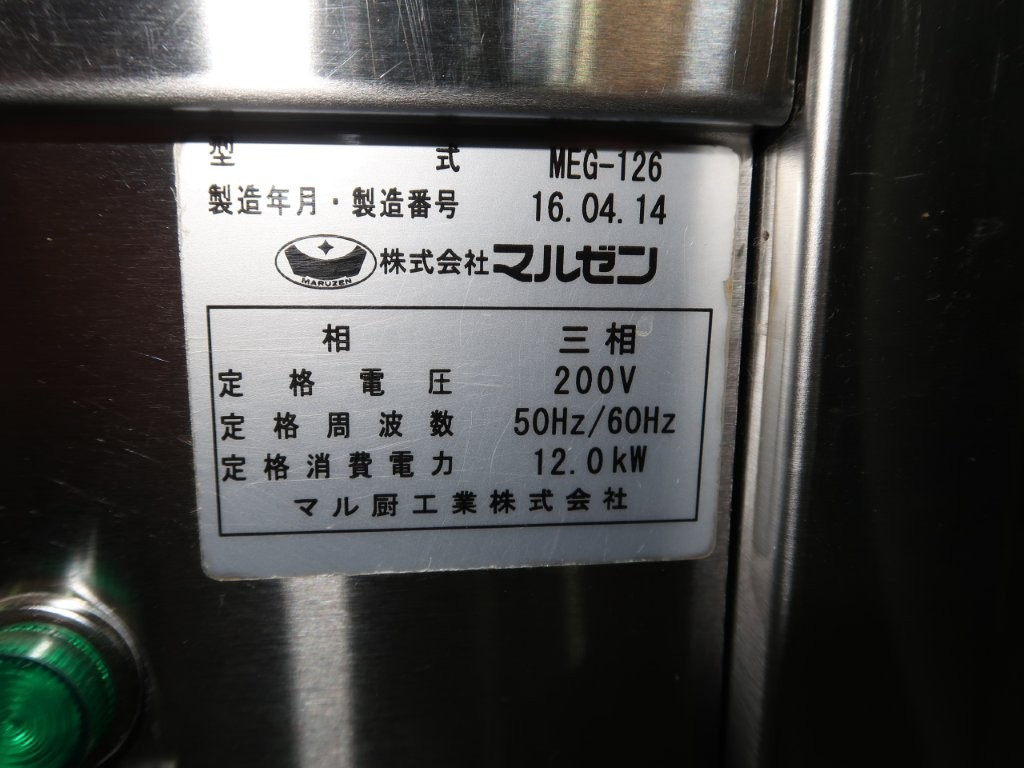 型式 MEG-126
製造年月・製造番号 16.04.14
MARUZEN 株式会社マルゼン
相 三相
定格電圧 200V
定格周波数 50Hz/60Hz
定格消費電力 12.0kW
マル厨工業株式会社